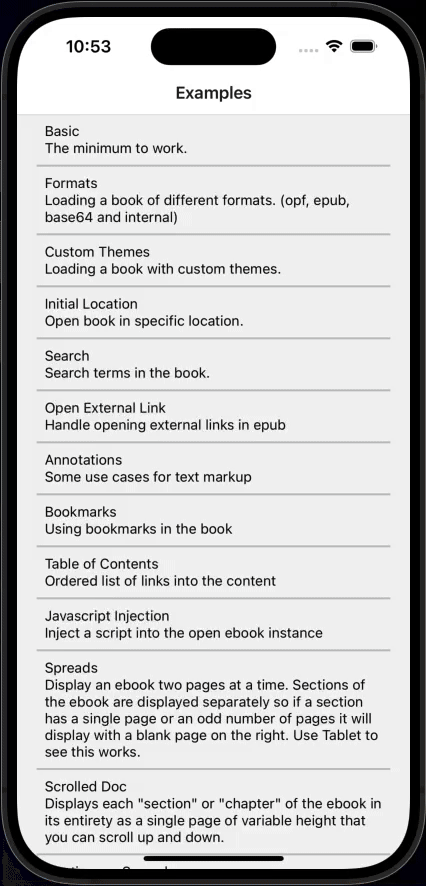 10:53
Examples
Basic
The minimum to work.
Formats
Loading a book of different formats. (opf, epub,
base64 and internal)
Custom Themes
Loading a book with custom themes.
Initial Location
Open book in specific location.
Search
Search terms in the book.
Open External Link
Handle opening external links in epub
Annotations
Some use cases for text markup
Bookmarks
Using bookmarks in the book
Table of Contents
Ordered list of links into the content
Javascript Injection
Inject a script into the open ebook instance
Spreads
Display an ebook two pages at a time. Sections of
the ebook are displayed separately so if a section
has a single page or an odd number of pages it will
display with a blank page on the right. Use Tablet to
see this works.
Scrolled Doc
Displays each "section" or "chapter" of the ebook in
its entirety as a single page of variable height that
you can scroll up and down.